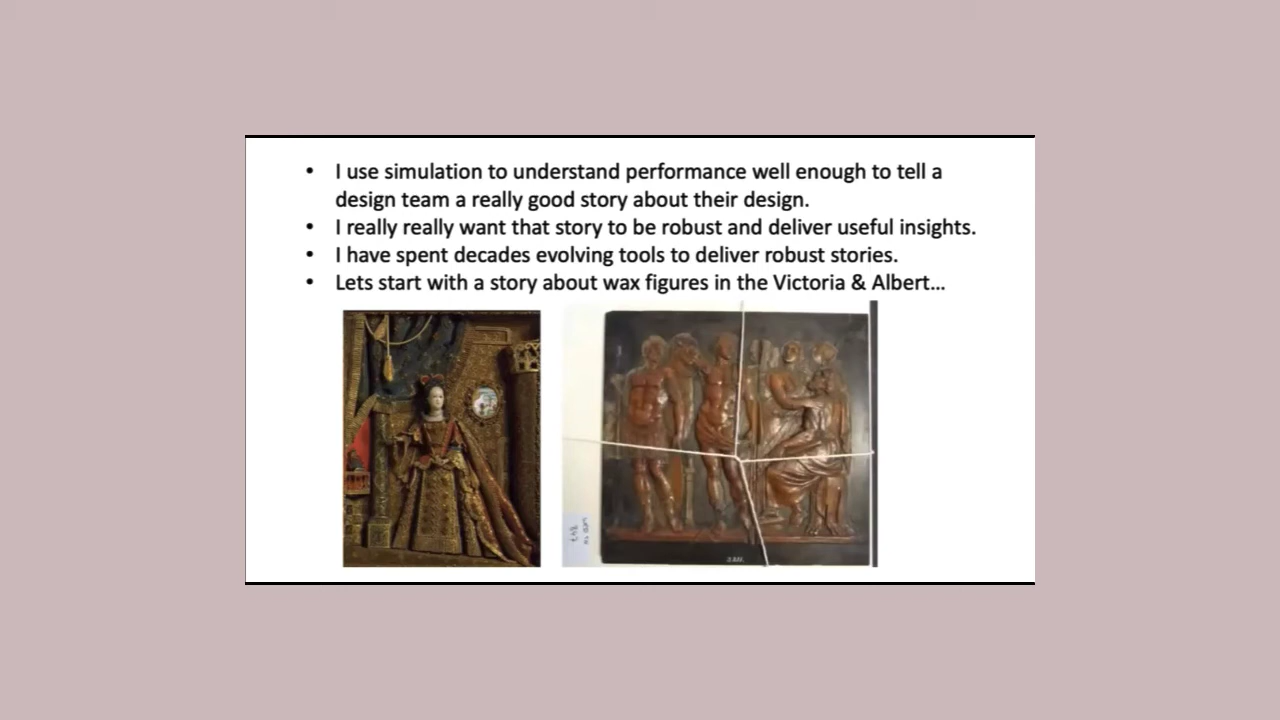 • I use simulation to understand performance well enough to tell a
design team a really good story about their design.
• I really really want that story to be robust and deliver useful insights.
• I have spent decades evolving tools to deliver robust stories.
• Lets start with a story about wax figures in the Victoria & Albert...